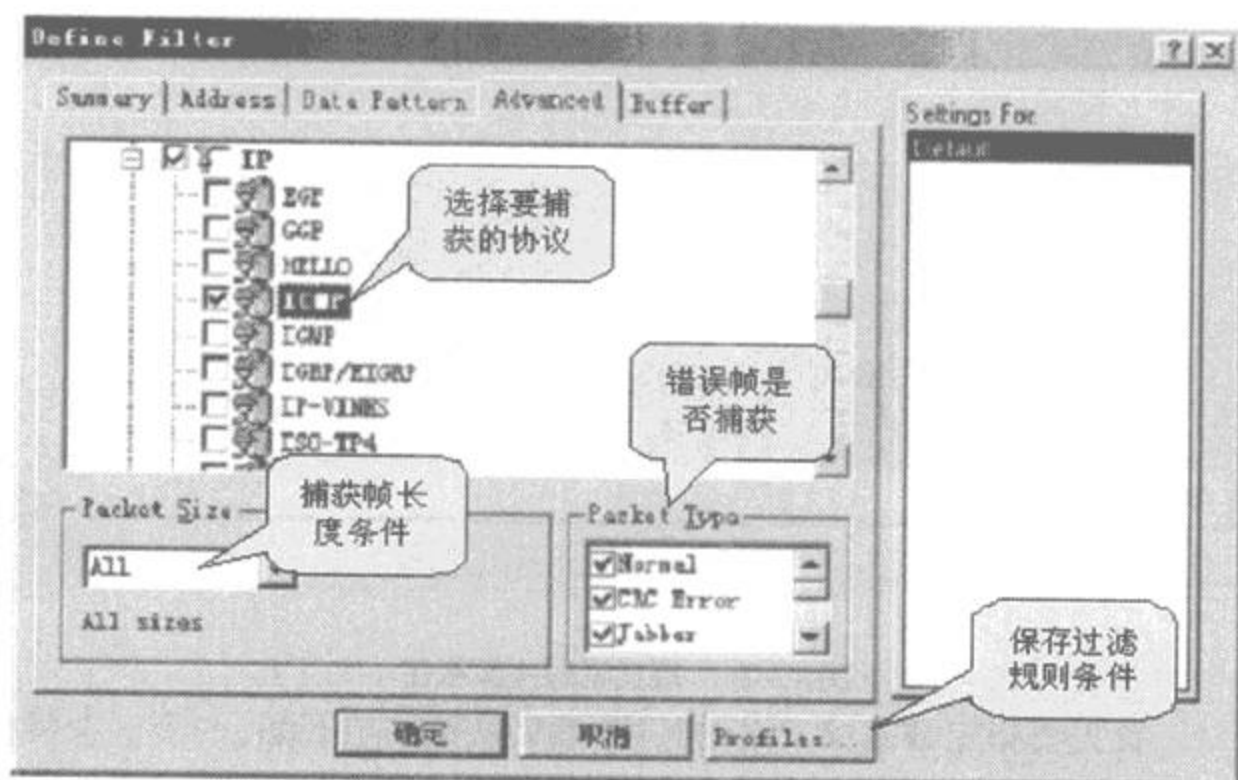 Define Filter
Summary
Address
Data Pattern
Advanced
Buffer
Settings For:
Default
IP
EGP
GGP
HELLO
ICMP
IGMP
IGRP/EIGRP
IP-VINES
ISO-TP4
选择要捕
获的协议
错误帧是
否捕获
捕获帧长
度条件
Packet Size
All
All sizes
Packet Type
Normal
CRC Error
Jabber
保存过滤
规则条件
确定
取消
Profiles...